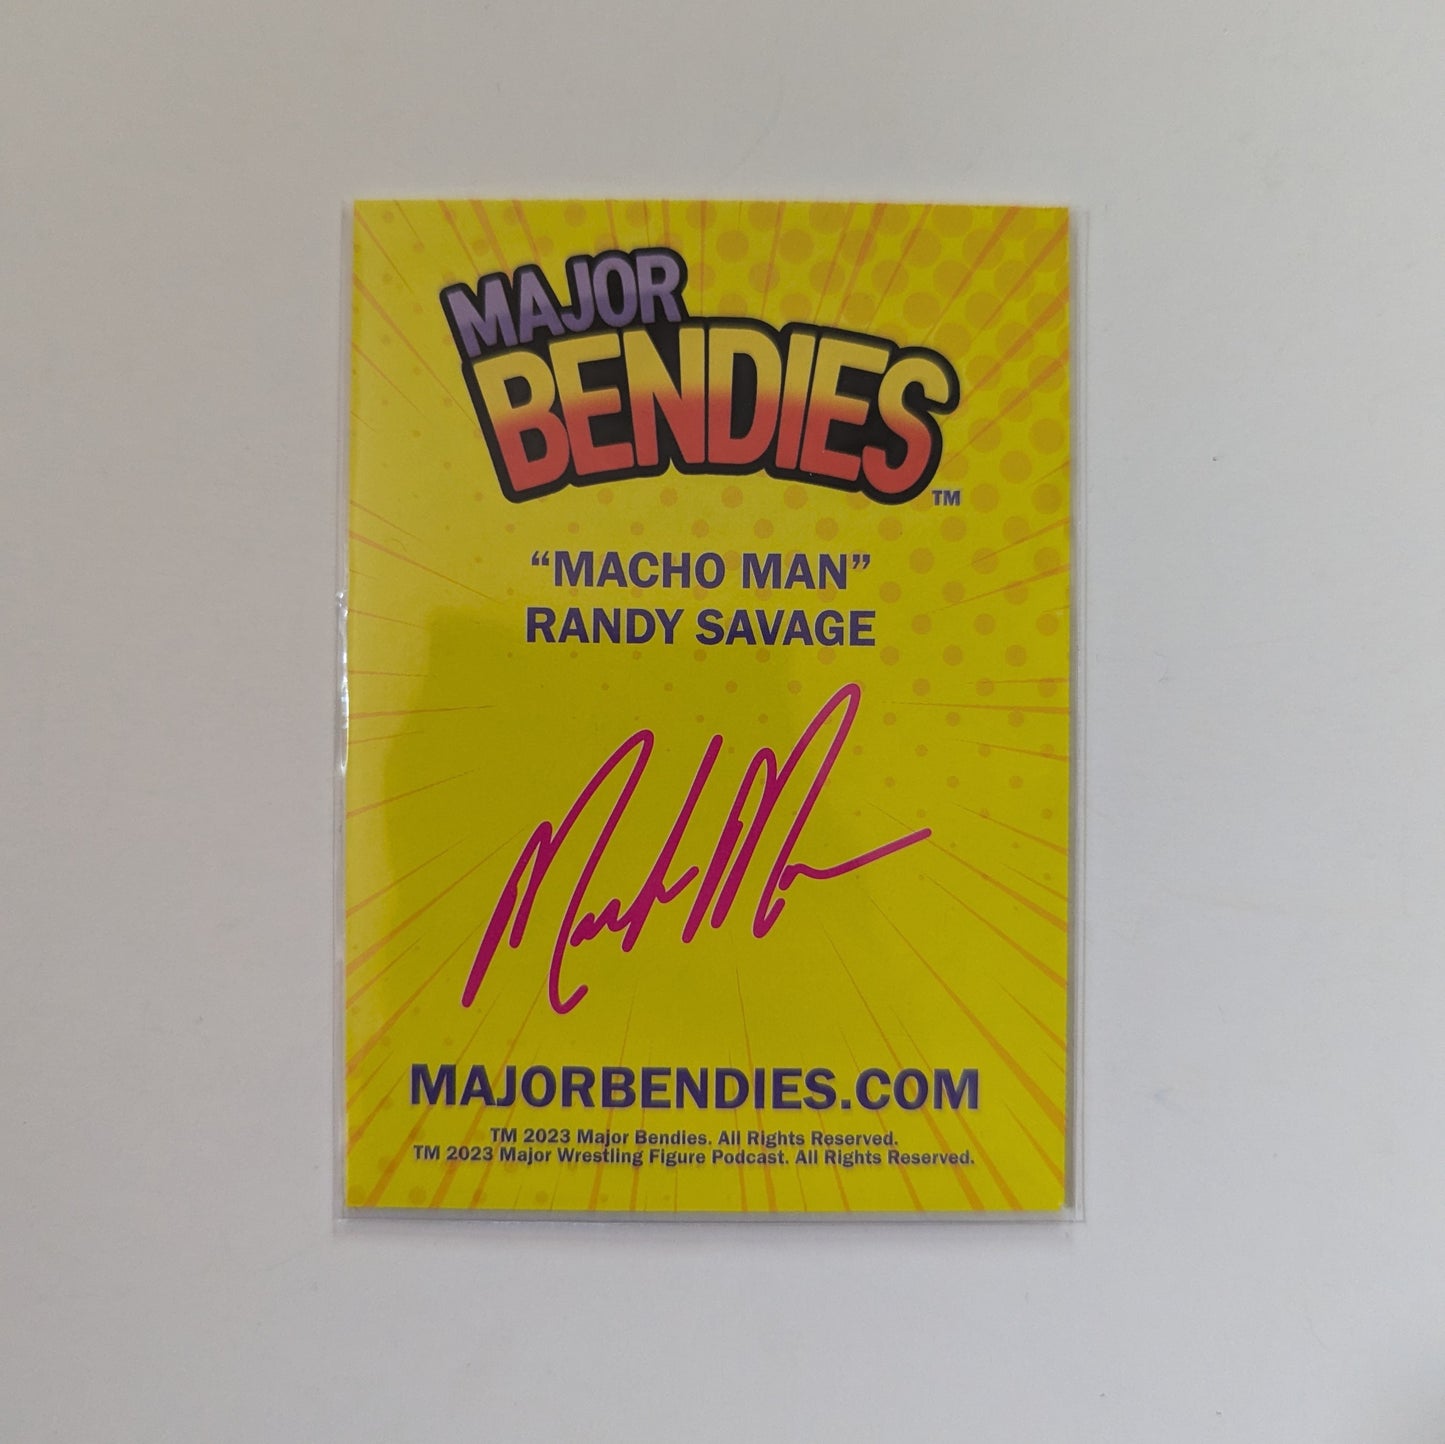 MAJOR
BENDIES
TM
“MACHO MAN”
RANDY SAVAGE
MAJORBENDIES.COM
TM 2023 Major Bendies. All Rights Reserved.
TM 2023 Major Wrestling Figure Podcast. All Rights Reserved.